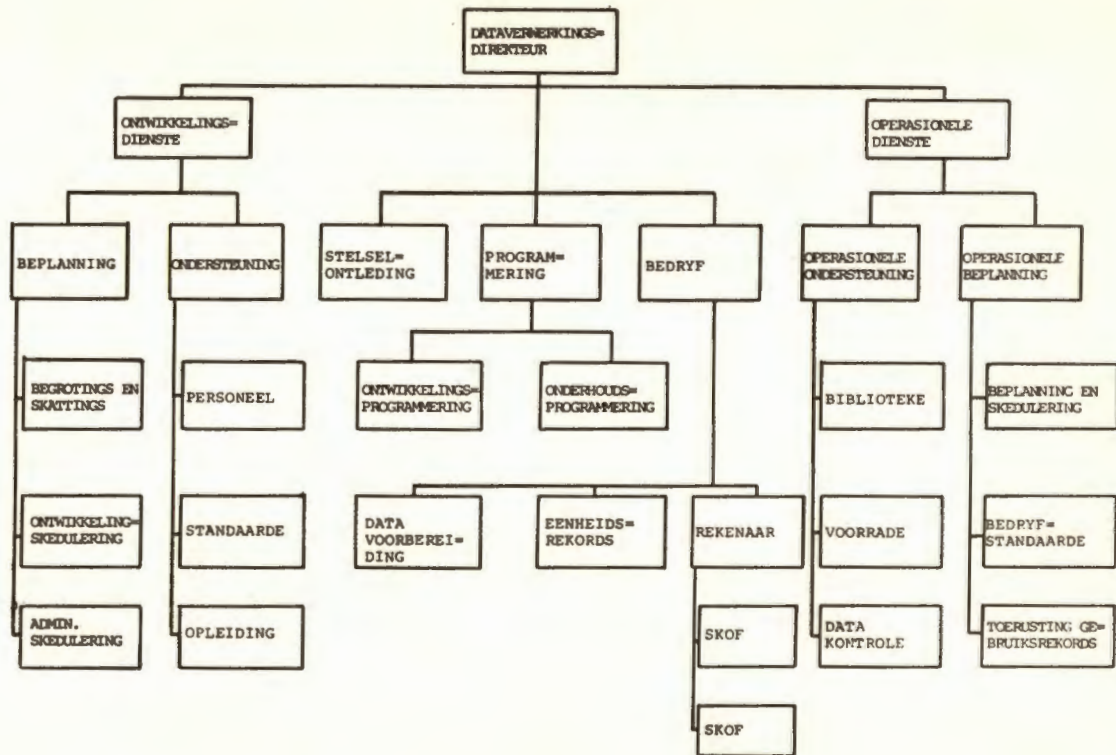 DATAVERWERKINGS=
DIREKTEUR
ONTWIKKELINGS=
DIENSTE
OPERASIONELE
DIENSTE
BEPLANNING
ONDERSTEUNING
STELSEL=
ONTLEDING
PROGRAM=
MERING
BEDRYF
OPERASIONELE
ONDERSTEUNING
OPERASIONELE
BEPLANNING
BEGROTINGS EN
SKATTINGS
PERSONEEL
ONTWIKKELINGS=
PROGRAMMERING
ONDERHOUDS=
PROGRAMMERING
BIBLIOTEKE
BEPLANNING EN
SKEDULERING
ONTWIKKELING=
SKEDULERING
STANDAARDE
DATA
VOORBEREI=
DING
EENHEIDS=
REKORDS
REKENAAR
VOORRADE
BEDRYF=
STANDAARDE
ADMIN.
SKEDULERING
OPLEIDING
SKOF
DATA
KONTROLE
TOERUSTING GE=
BRUIKSREKORDS
SKOF